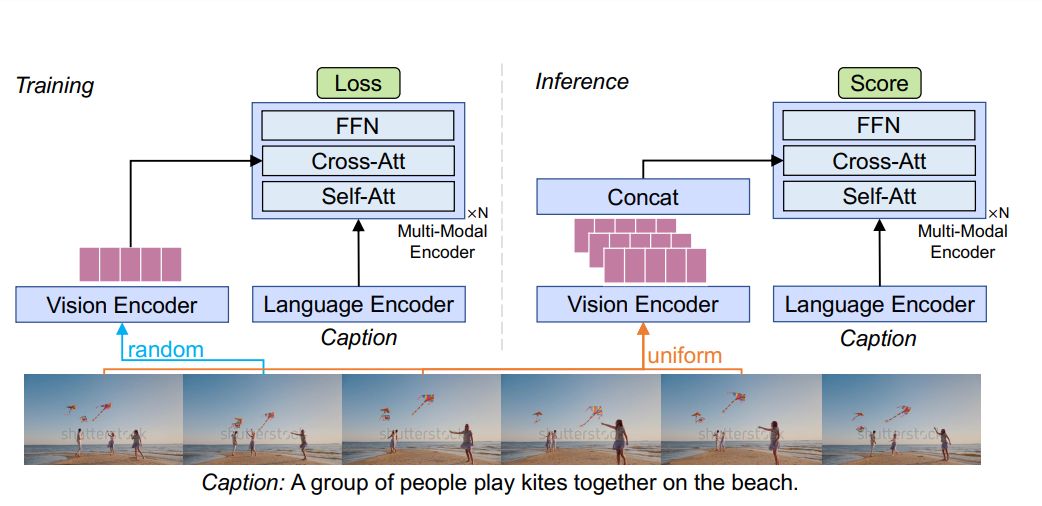 Training
Loss
FFN
Cross-Att
Self-Att
×N
Multi-Modal
Encoder
Vision Encoder
Language Encoder
Caption
random
Inference
Score
FFN
Cross-Att
Self-Att
×N
Multi-Modal
Encoder
Concat
Vision Encoder
Language Encoder
Caption
uniform
shutterstock
shutterstock
shutterstock
shutterstock
shutterstock
shutterstock
Caption: A group of people play kites together on the beach.